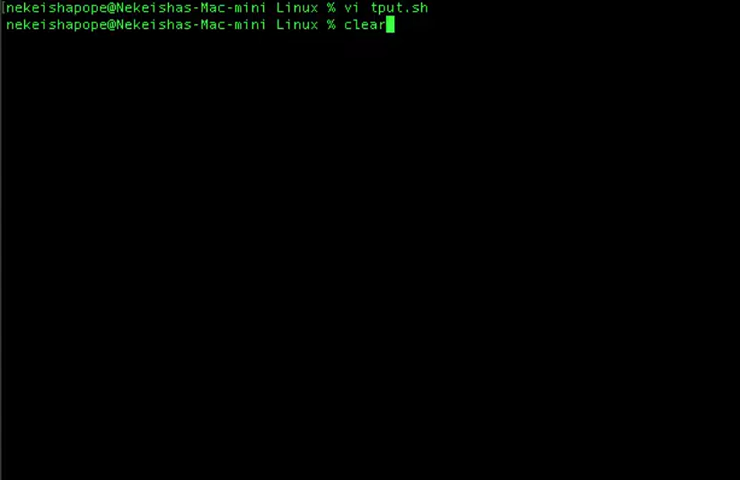 [nekeishapope@Nekeishas-Mac-mini Linux % vi tput.sh
nekeishapope@Nekeishas-Mac-mini Linux % clear